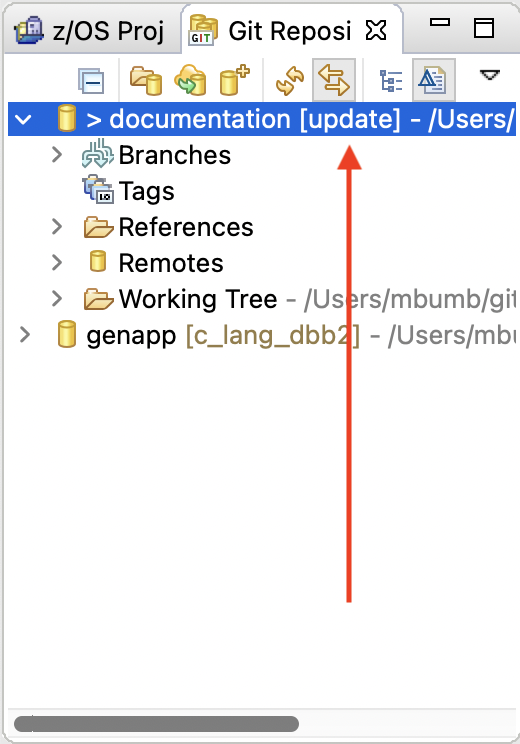 z/OS Proj Git Reposi
> documentation [update] - /Users/
Branches
Tags
References
Remotes
Working Tree - /Users/mbumb/git
genapp [c_lang_dbb2] - /Users/mbu